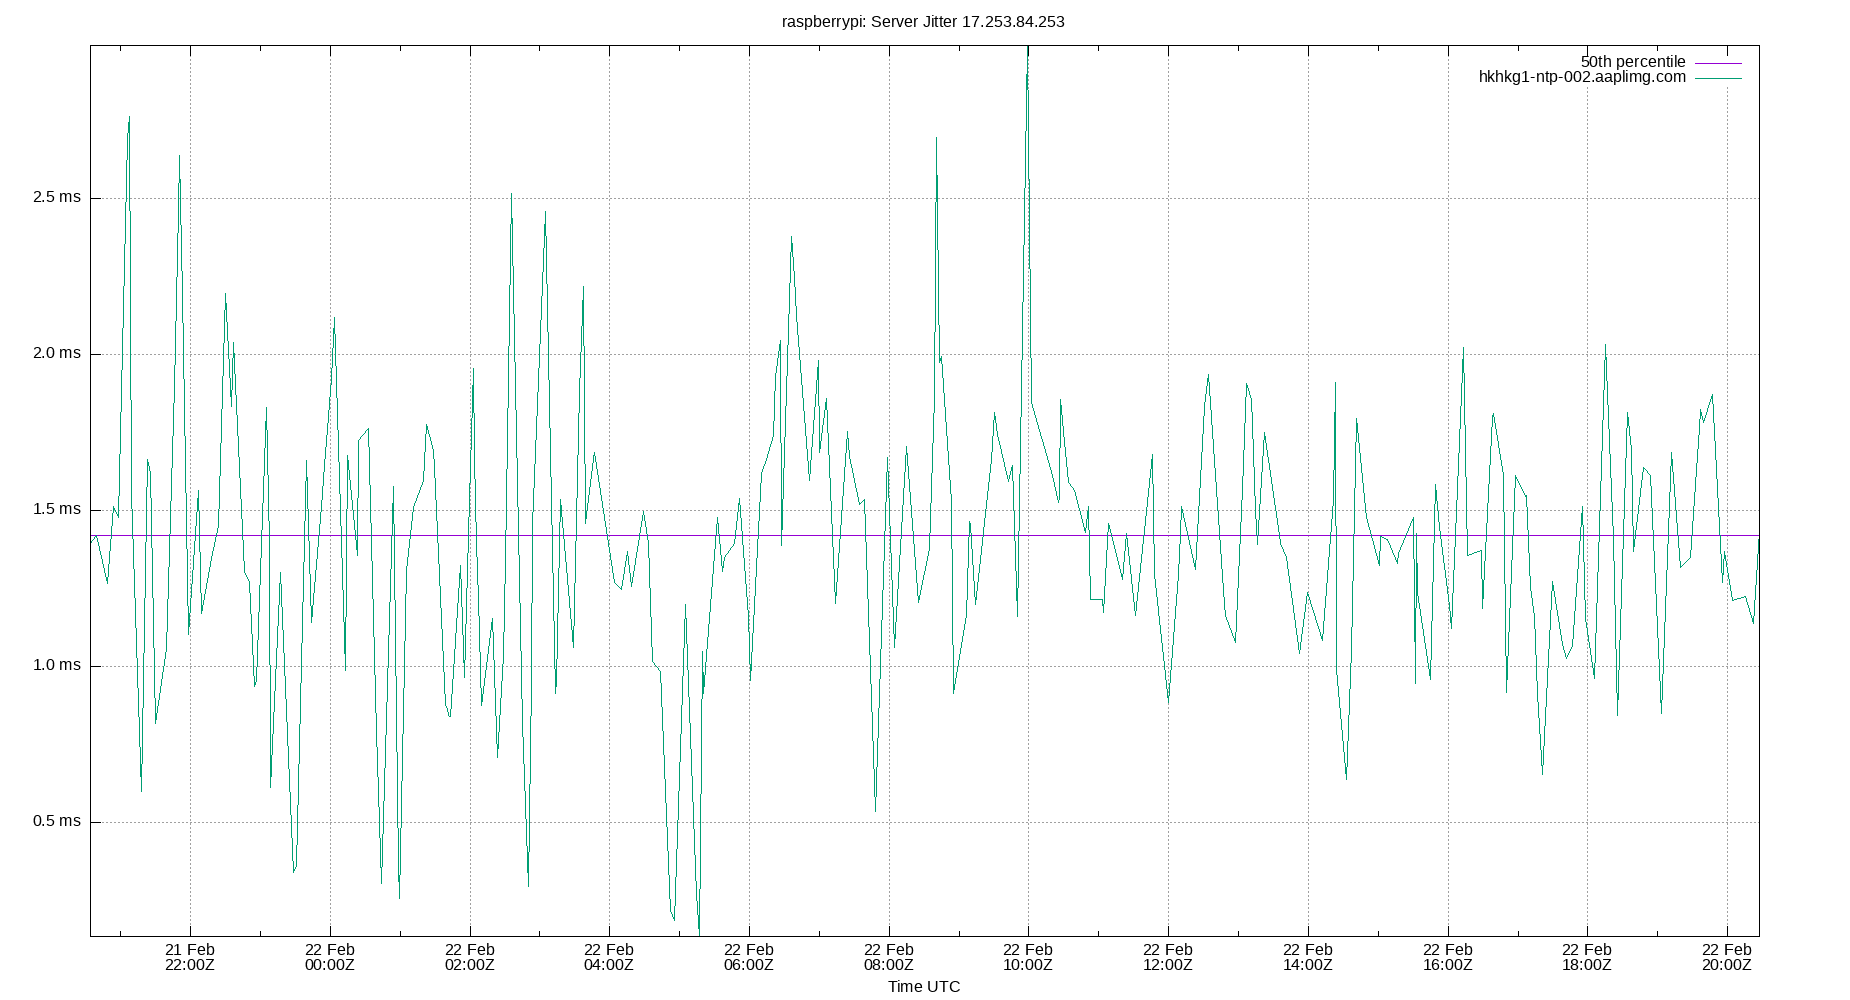 raspberrypi: Server Jitter 17.253.84.253
50th percentile
hkhkg1-ntp-002.aaplimg.com
2.5 ms
2.0 ms
1.5 ms
1.0 ms
0.5 ms
21 Feb 22 Feb 22 Feb 22 Feb 22 Feb 22 Feb 22 Feb 22 Feb 22 Feb 22 Feb 22 Feb 22 Feb
22:00Z 00:00Z 02:00Z 04:00Z 06:00Z 08:00Z 10:00Z 12:00Z 14:00Z 16:00Z 18:00Z 20:00Z
Time UTC